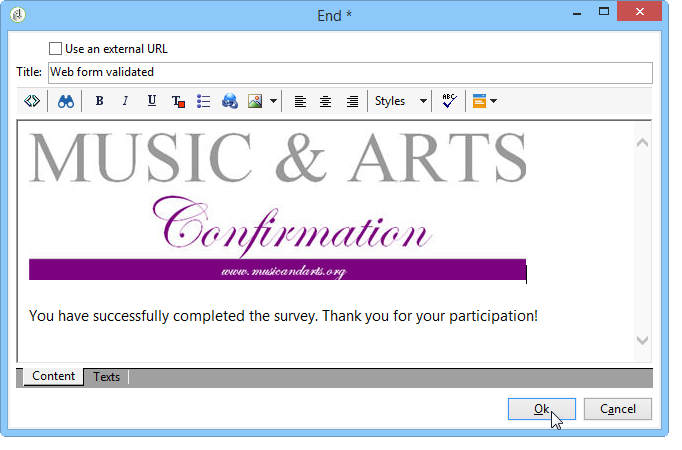 End *
Use an external URL
Title: Web form validated
B I U T Styles ABC
MUSIC & ARTS
Confirmation
www.musicandarts.org
You have successfully completed the survey. Thank you for your participation!
Content Texts
Ok Cancel